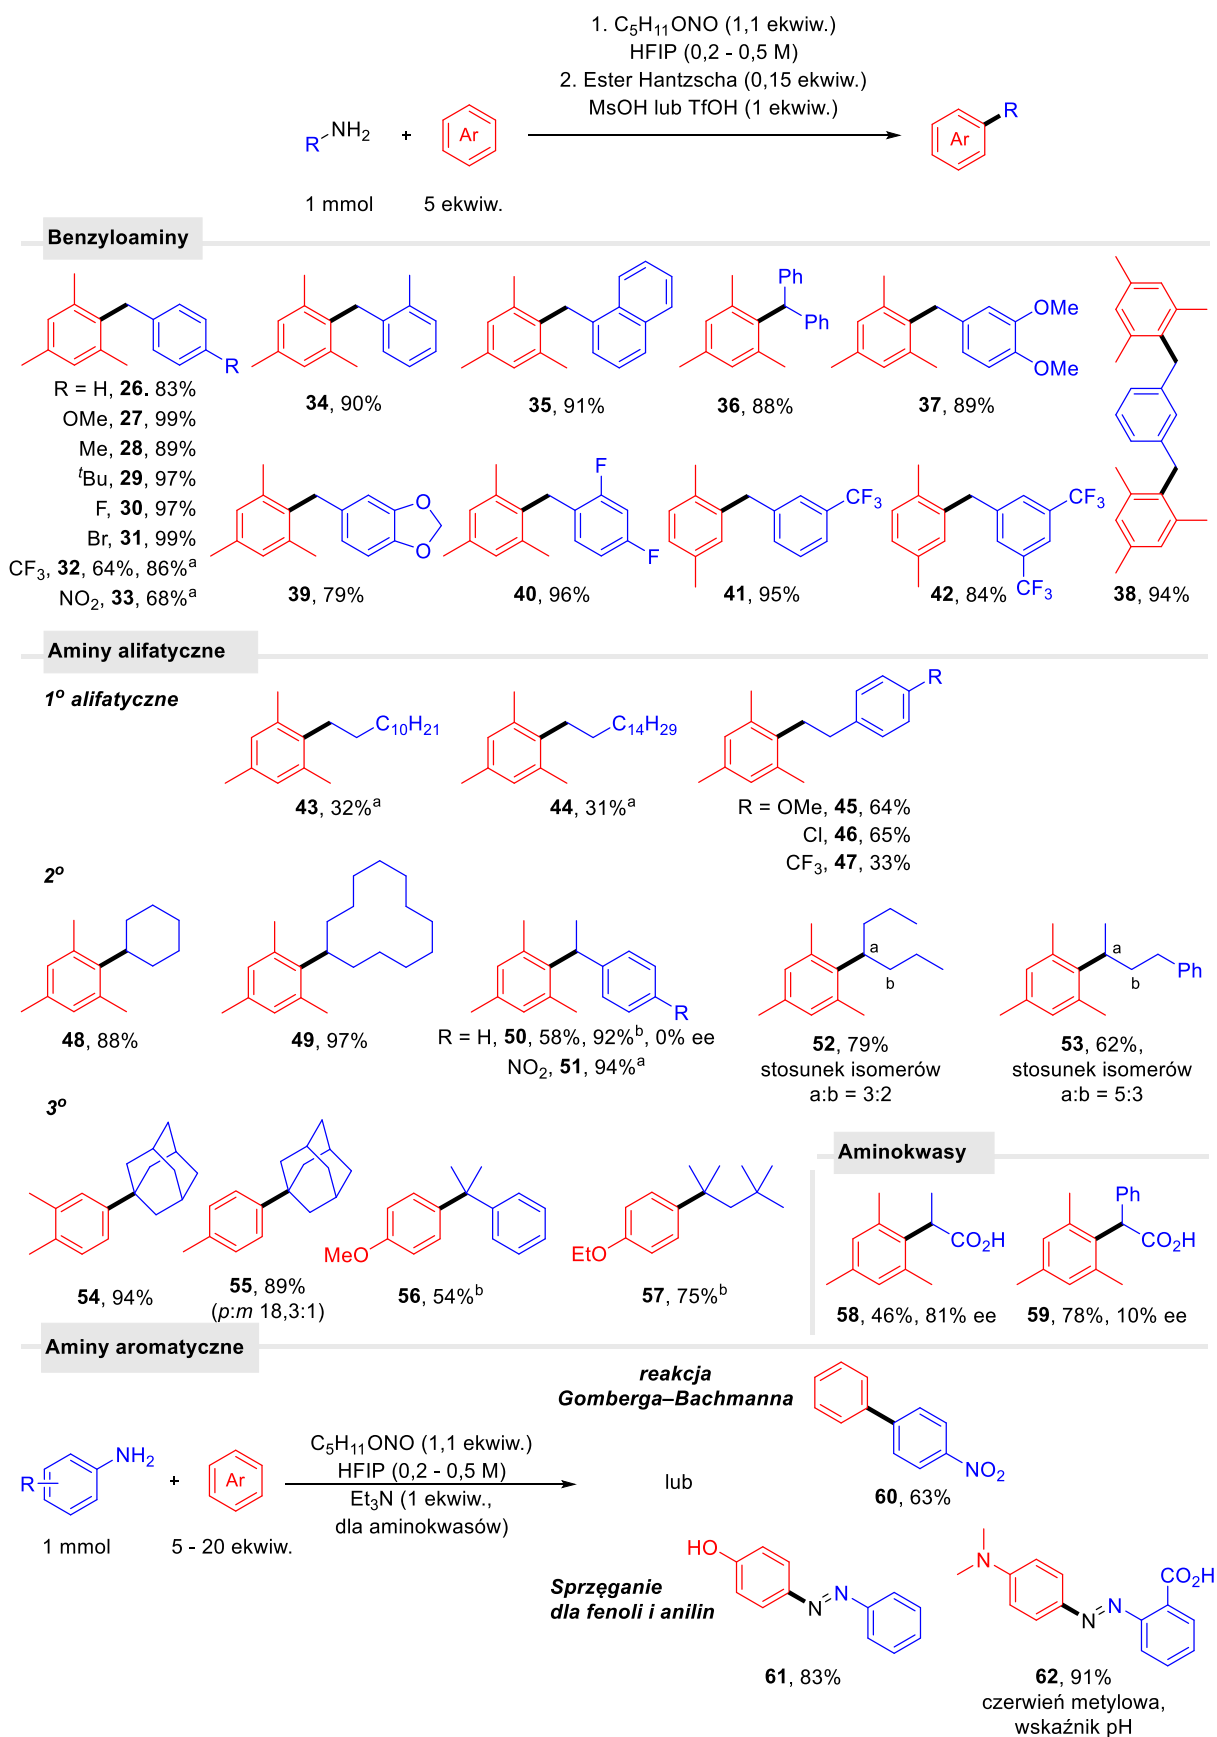 1. C₅H₁₁ONO (1,1 ekwiw.)
HFIP (0,2 - 0,5 M)
2. Ester Hantzscha (0,15 ekwiw.)
MsOH lub TfOH (1 ekwiw.)
R NH₂ + Ar Ar R
1 mmol 5 ekwiw.
Benzyloaminy
R
R = H, 26. 83%
OMe, 27, 99%
Me, 28, 89%
ᵗBu, 29, 97%
F, 30, 97%
Br, 31, 99%
CF₃, 32, 64%, 86%ᵃ
NO₂, 33, 68%ᵃ
34, 90%
35, 91%
Ph
Ph
36, 88%
OMe
OMe
37, 89%
38, 94%
O
O
39, 79%
F
F
40, 96%
CF₃
41, 95%
CF₃
CF₃
42, 84%
Aminy alifatyczne
1º alifatyczne
C₁₀H₂₁
43, 32%ᵃ
C₁₄H₂₉
44, 31%ᵃ
R
R = OMe, 45, 64%
Cl, 46, 65%
CF₃, 47, 33%
2º
48, 88%
49, 97%
R
R = H, 50, 58%, 92%ᵇ, 0% ee
NO₂, 51, 94%ᵃ
a
b
52, 79%
stosunek isomerów
a:b = 3:2
a
b
Ph
53, 62%,
stosunek isomerów
a:b = 5:3
3º
54, 94%
55, 89%
(p:m 18,3:1)
MeO
56, 54%ᵇ
EtO
57, 75%ᵇ
Aminokwasy
CO₂H
58, 46%, 81% ee
Ph
CO₂H
59, 78%, 10% ee
Aminy aromatyczne
R NH₂ + Ar
1 mmol 5 - 20 ekwiw.
C₅H₁₁ONO (1,1 ekwiw.)
HFIP (0,2 - 0,5 M)
Et₃N (1 ekwiw.,
dla aminokwasów)
reakcja
Gomberga–Bachmanna
NO₂
60, 63%
lub
Sprzęganie
dla fenoli i anilin
HO
N=N
61, 83%
N
N=N
CO₂H
62, 91%
czerwień metylowa,
wskaźnik pH